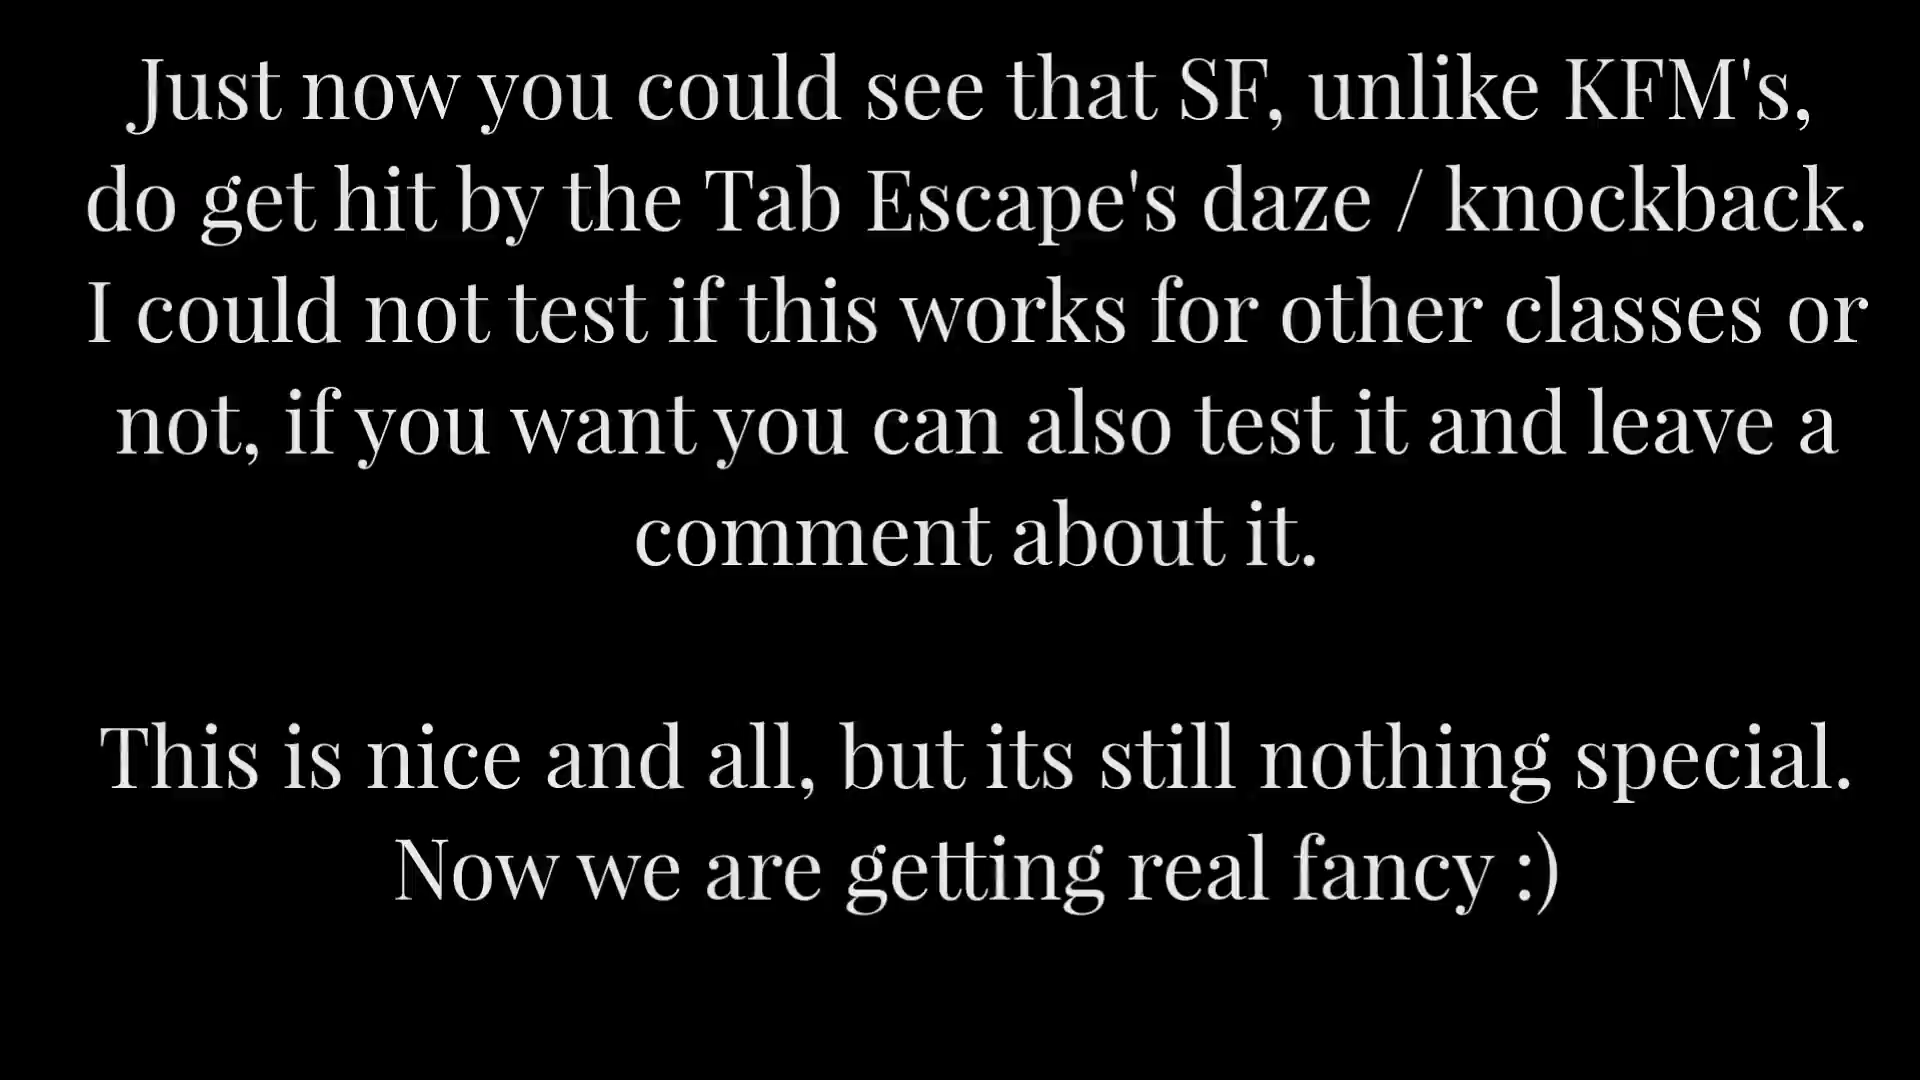 Just now you could see that SF, unlike KFM's,
do get hit by the Tab Escape's daze / knockback.
I could not test if this works for other classes or
not, if you want you can also test it and leave a
comment about it.
This is nice and all, but its still nothing special.
Now we are getting real fancy :)